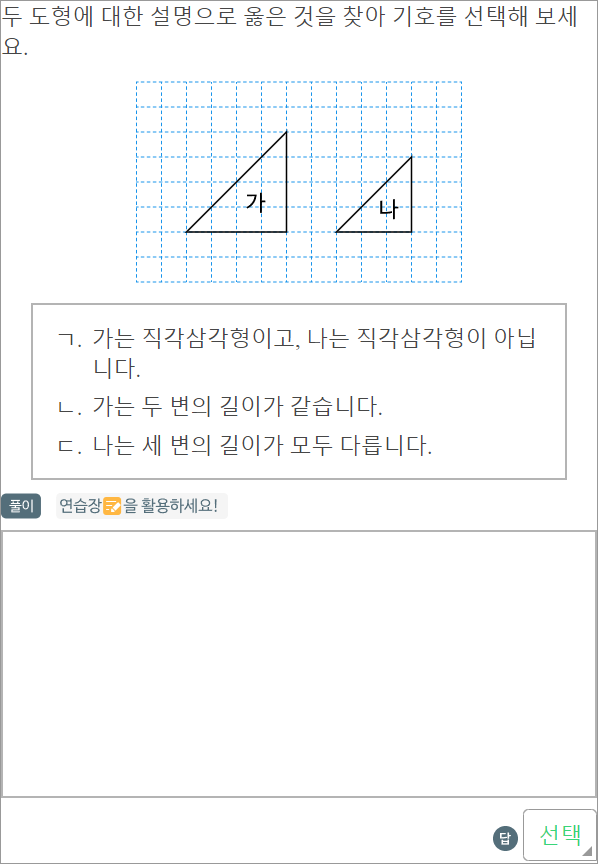 두 도형에 대한 설명으로 옳은 것을 찾아 기호를 선택해 보세
요.
가
나
ㄱ. 가는 직각삼각형이고, 나는 직각삼각형이 아닙
니다.
ㄴ. 가는 두 변의 길이가 같습니다.
ㄷ. 나는 세 변의 길이가 모두 다릅니다.
풀이 연습장을 활용하세요!
답 선택